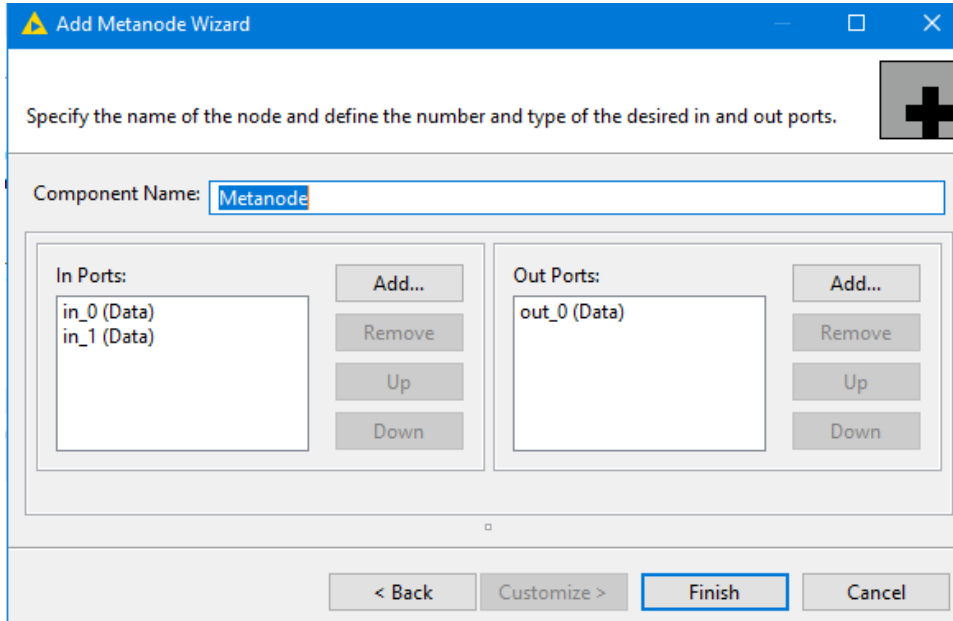 Add Metanode Wizard
Specify the name of the node and define the number and type of the desired in and out ports.
Component Name: Metanode
In Ports:
in_0 (Data)
in_1 (Data)
Add...
Remove
Up
Down
Out Ports:
out_0 (Data)
Add...
Remove
Up
Down
< Back
Customize >
Finish
Cancel